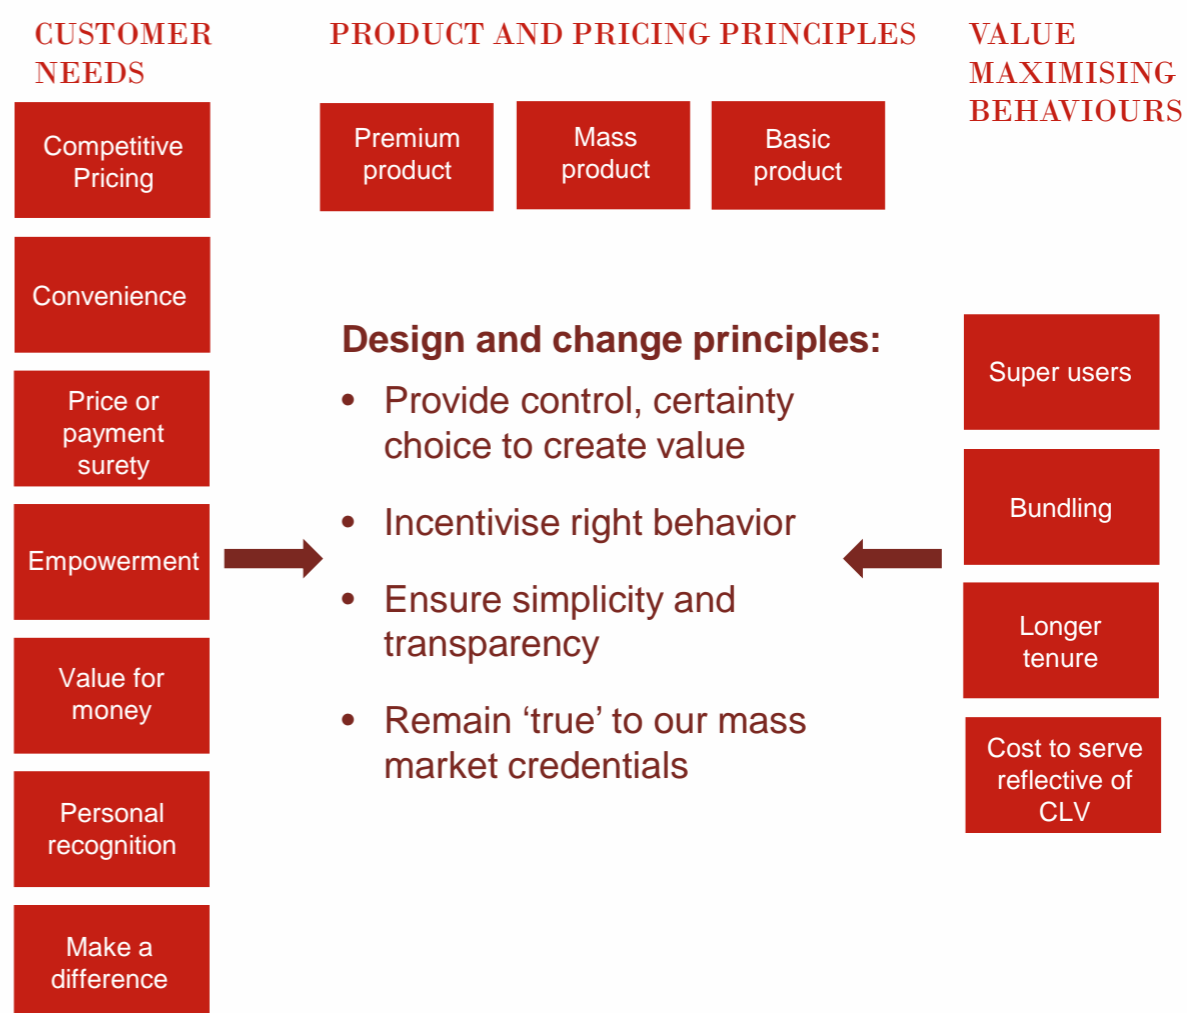 CUSTOMER
NEEDS
Competitive
Pricing
Convenience
Price or
payment
surety
Empowerment
Value for
money
Personal
recognition
Make a
difference
PRODUCT AND PRICING PRINCIPLES
Premium
product
Mass
product
Basic
product
Design and change principles:
• Provide control, certainty
choice to create value
• Incentivise right behavior
• Ensure simplicity and
transparency
• Remain ‘true’ to our mass
market credentials
VALUE
MAXIMISING
BEHAVIOURS
Super users
Bundling
Longer
tenure
Cost to serve
reflective of
CLV